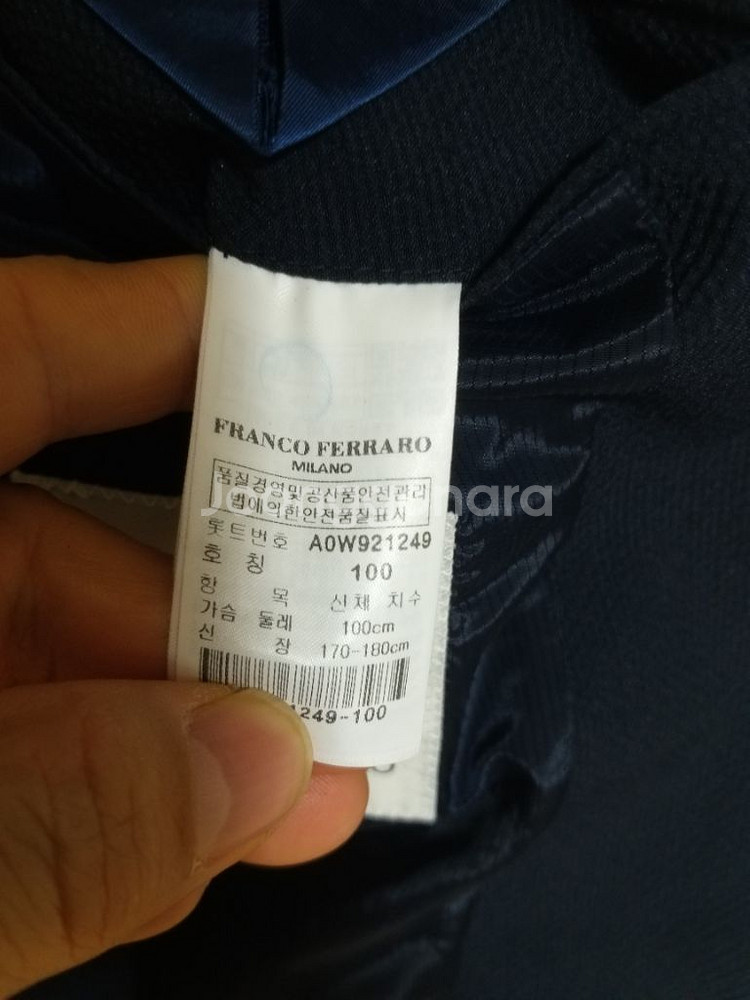 FRANCO FERRARO
MILANO
품질경영및공산품안전관리
법에의한안전품질표시
롯트번호 A0W921249
호 칭 100
항 목 신체 치수
가슴 둘레 100cm
신 장 170-180cm
1249-100